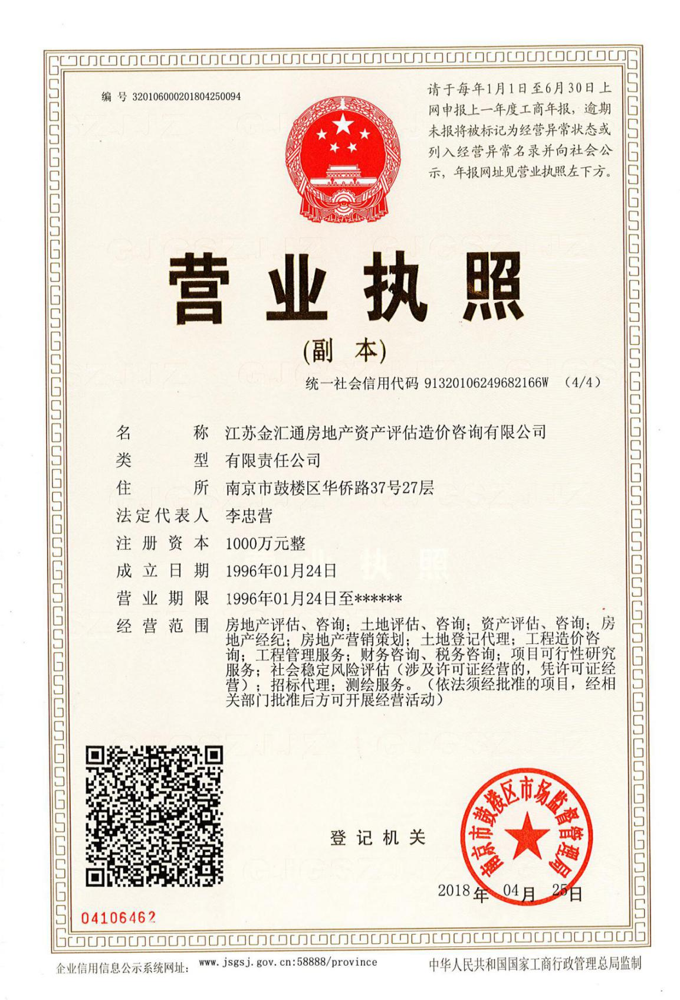 编 号 320106000201804250094
请于每年1月1日至6月30日上
网申报上一年度工商年报，逾期
未报将被标记为经营异常状态或
列入经营异常名录并向社会公
示，年报网址见营业执照左下方。
营业执照
(副 本)
统一社会信用代码 91320106249682166W （4/4）
名 称 江苏金汇通房地产资产评估造价咨询有限公司
类 型 有限责任公司
住 所 南京市鼓楼区华侨路37号27层
法定代表人 李忠营
注册资本 1000万元整
成立日期 1996年01月24日
营业期限 1996年01月24日至******
经营范围 房地产评估、咨询；土地评估、咨询；资产评估、咨询；房
地产经纪；房地产营销策划；土地登记代理；工程造价咨
询；工程管理服务；财务咨询、税务咨询；项目可行性研究
服务；社会稳定风险评估（涉及许可证经营的，凭许可证经
营）；招标代理；测绘服务。（依法须经批准的项目，经相
关部门批准后方可开展经营活动）
南京市鼓楼区市场监督管理局
登记机关
2018年 04月 25日
04106462
企业信用信息公示系统网址： www.jsgsj.gov.cn:58888/province
中华人民共和国国家工商行政管理总局监制